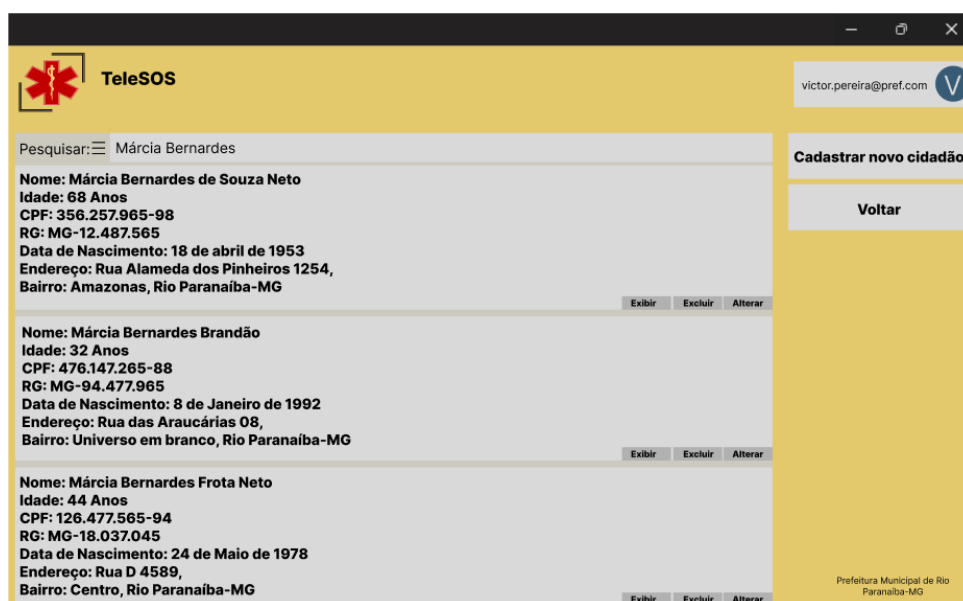 TeleSOS
victor.pereira@pref.com
V
Pesquisar: Márcia Bernardes
Cadastrar novo cidadão
Voltar
Nome: Márcia Bernardes de Souza Neto
Idade: 68 Anos
CPF: 356.257.965-98
RG: MG-12.487.565
Data de Nascimento: 18 de abril de 1953
Endereço: Rua Alameda dos Pinheiros 1254,
Bairro: Amazonas, Rio Paranaíba-MG
Exibir Excluir Alterar
Nome: Márcia Bernardes Brandão
Idade: 32 Anos
CPF: 476.147.265-88
RG: MG-94.477.965
Data de Nascimento: 8 de Janeiro de 1992
Endereço: Rua das Araucárias 08,
Bairro: Universo em branco, Rio Paranaíba-MG
Exibir Excluir Alterar
Nome: Márcia Bernardes Frota Neto
Idade: 44 Anos
CPF: 126.477.565-94
RG: MG-18.037.045
Data de Nascimento: 24 de Maio de 1978
Endereço: Rua D 4589,
Bairro: Centro, Rio Paranaíba-MG
Exibir Excluir Alterar
Prefeitura Municipal de Rio
Paranaíba-MG